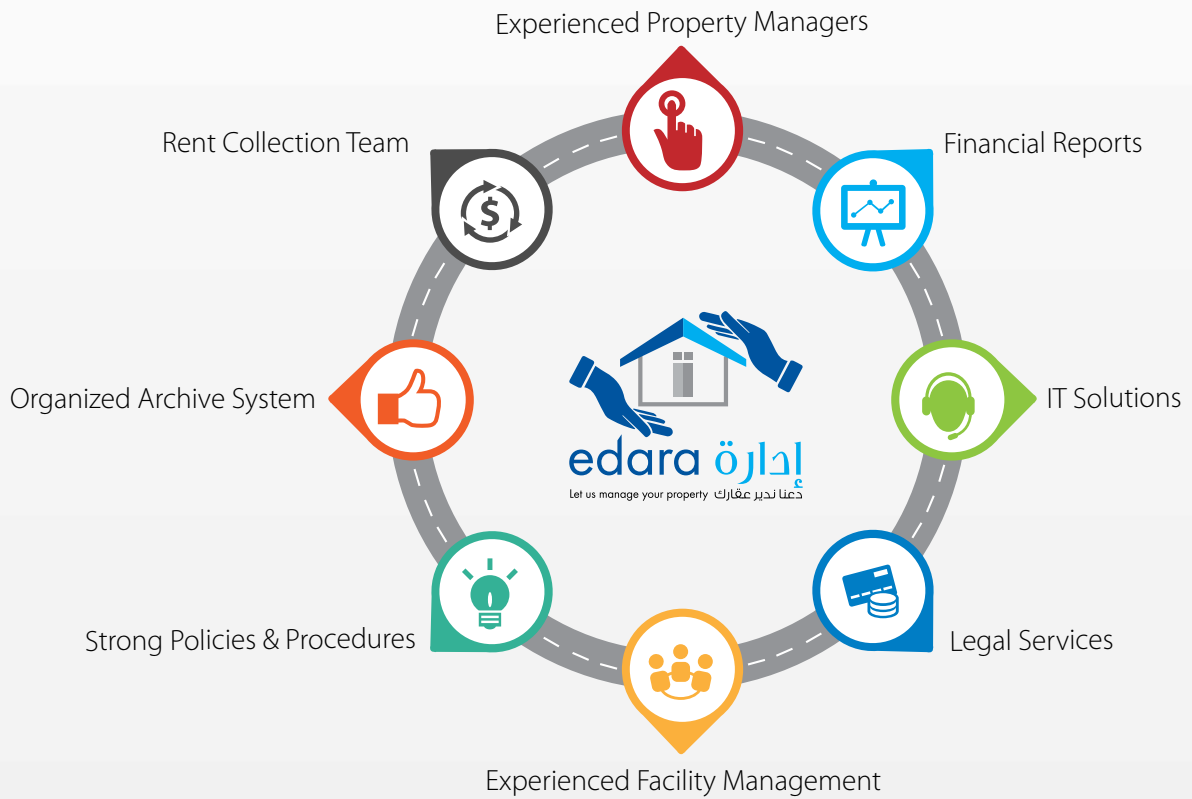 Experienced Property Managers
Rent Collection Team
Financial Reports
Organized Archive System
IT Solutions
edara إدارة
Let us manage your property دعنا ندير عقارك
Strong Policies & Procedures
Legal Services
Experienced Facility Management